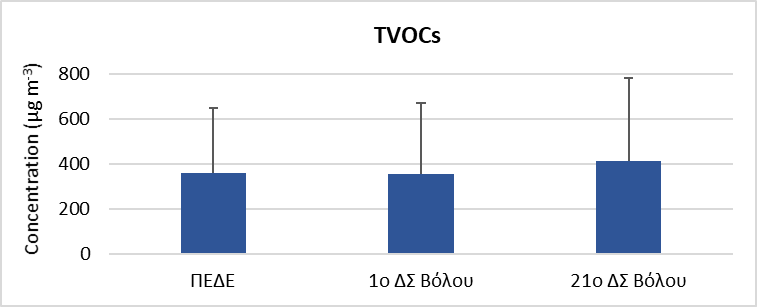 TVOCs
Concentration (μg m-3)
800
600
400
200
0
ΠΕΔΕ
1ο ΔΣ Βόλου
21ο ΔΣ Βόλου